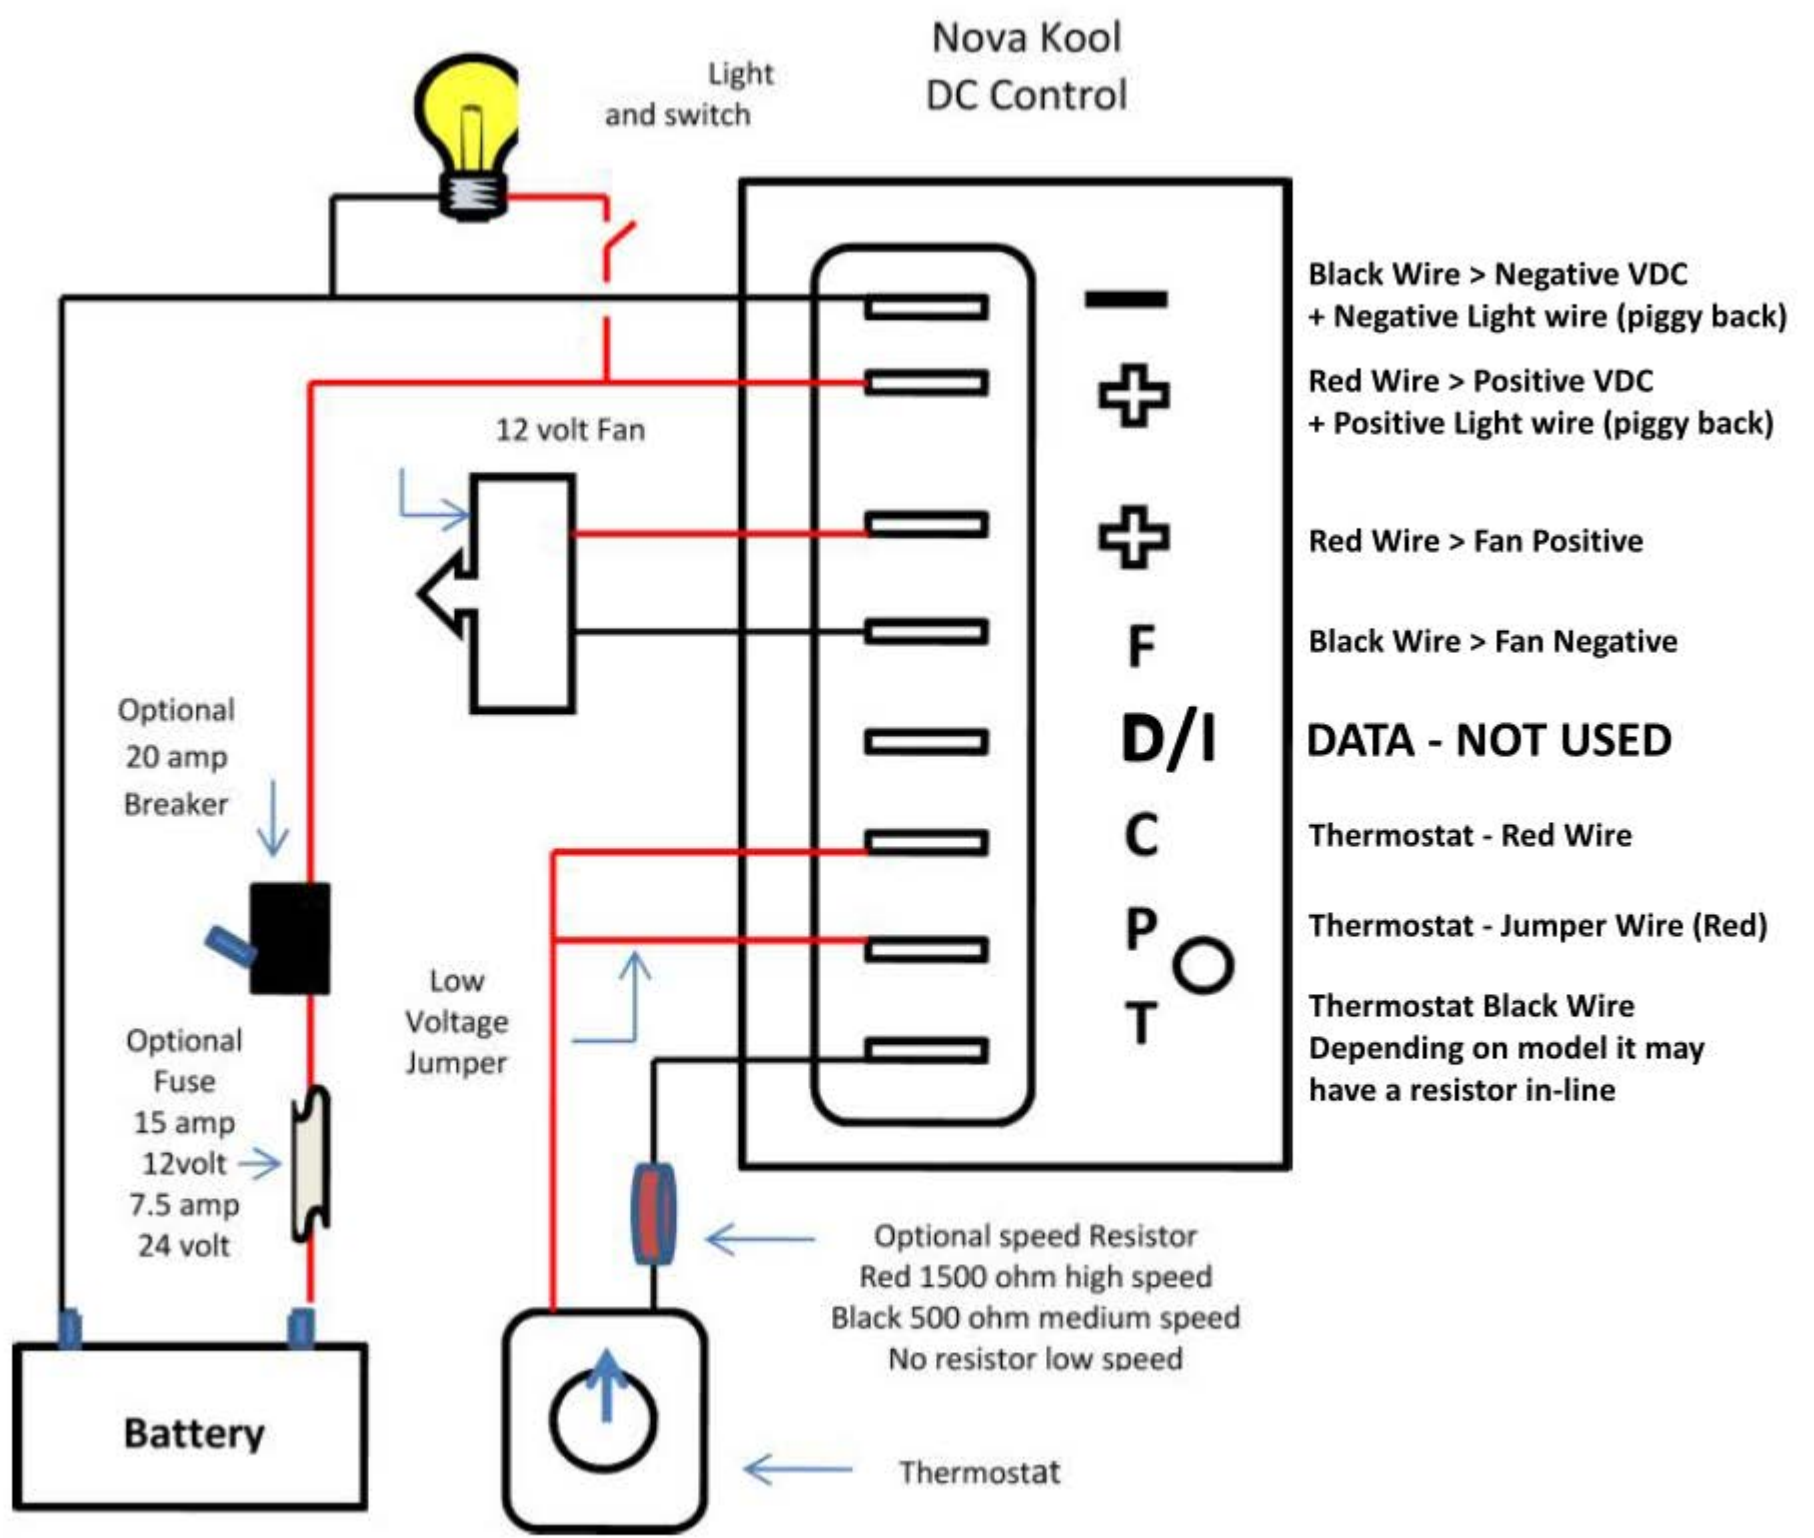 Nova Kool
DC Control
Light
and switch
Black Wire > Negative VDC
+ Negative Light wire (piggy back)
Red Wire > Positive VDC
+ Positive Light wire (piggy back)
12 volt Fan
Red Wire > Fan Positive
F
Black Wire > Fan Negative
Optional
20 amp
Breaker
D/I
DATA - NOT USED
C
Thermostat - Red Wire
P
Thermostat - Jumper Wire (Red)
Low
Voltage
Jumper
T
Thermostat Black Wire
Depending on model it may
have a resistor in-line
Optional
Fuse
15 amp
12volt
7.5 amp
24 volt
Optional speed Resistor
Red 1500 ohm high speed
Black 500 ohm medium speed
No resistor low speed
Battery
Thermostat